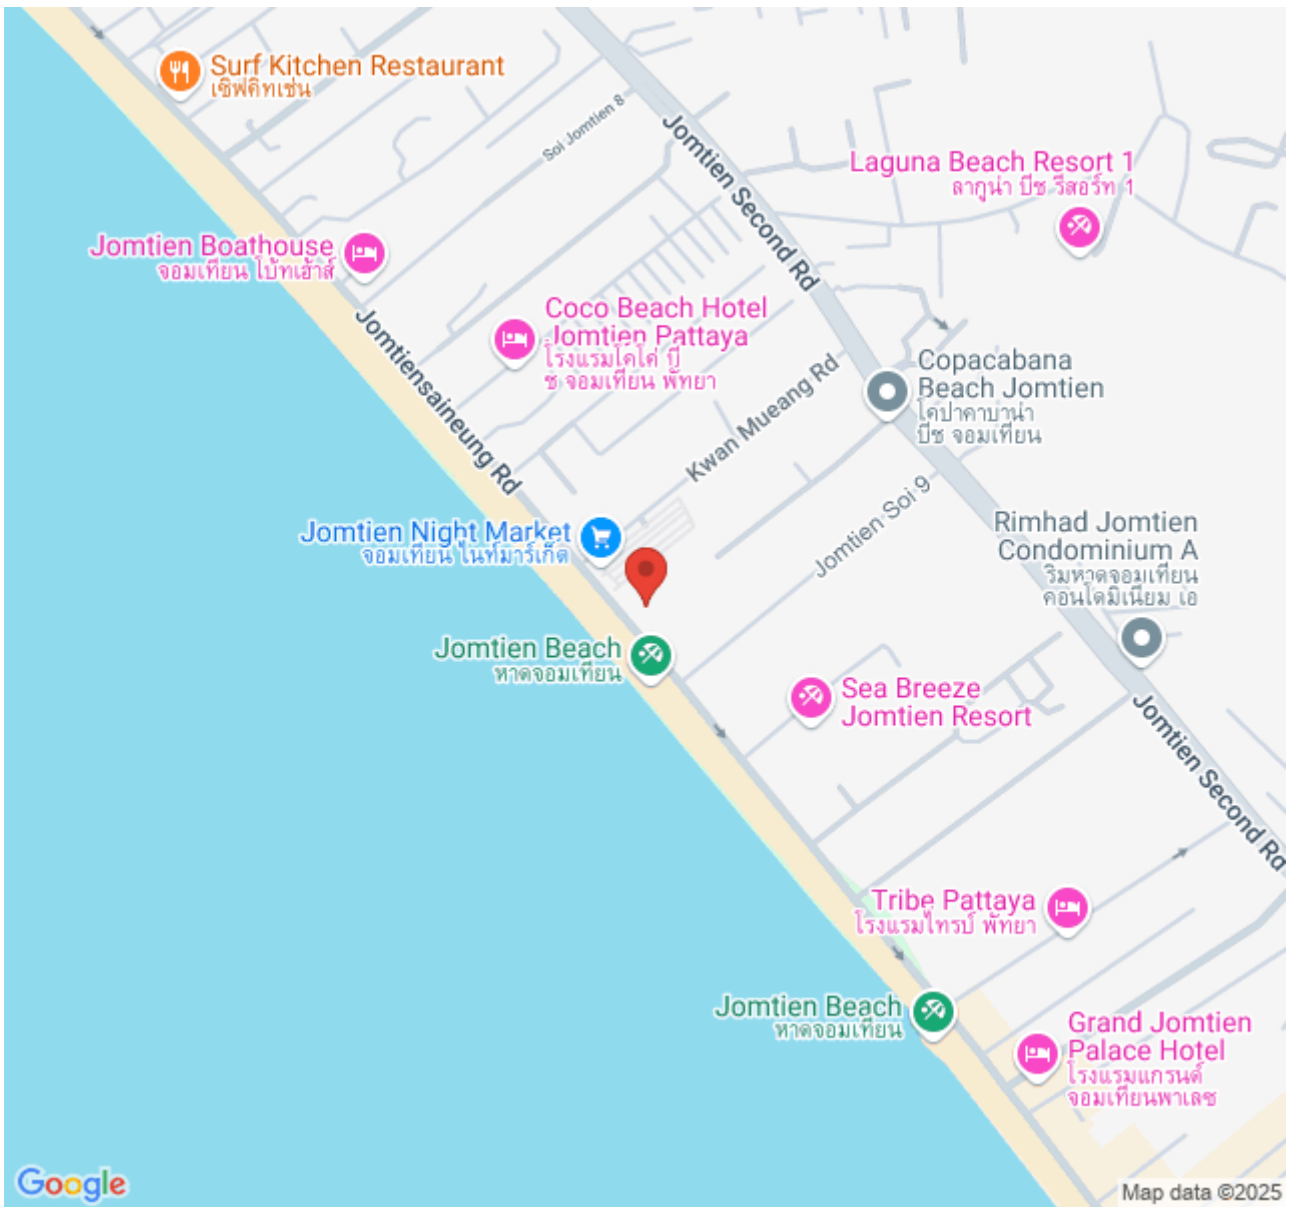 Surf Kitchen Restaurant
เซิฟคิทเช่น
Soi Jomtien 8
Jomtien Second Rd
Laguna Beach Resort 1
ลากูน่า บีช รีสอร์ท 1
Jomtien Boathouse
จอมเทียน โบ้ทเฮ้าส์
Jomtiensaineung Rd
Coco Beach Hotel
Jomtien Pattaya
โรงแรมโคโค่ บี
ช จอมเทียน พัทยา
Kwan Mueang Rd
Copacabana
Beach Jomtien
โคปาคาบาน่า
บีช จอมเทียน
Jomtien Soi 9
Jomtien Night Market
จอมเทียน ไนท์มาร์เก็ต
Rimhad Jomtien
Condominium A
ริมหาดจอมเทียน
คอนโดมิเนียม เอ
Jomtien Beach
หาดจอมเทียน
Sea Breeze
Jomtien Resort
Jomtien Second Rd
Tribe Pattaya
โรงแรมไทรบ์ พัทยา
Jomtien Beach
หาดจอมเทียน
Grand Jomtien
Palace Hotel
โรงแรมแกรนด์
จอมเทียนพาเลซ
Google
Map data ©2025